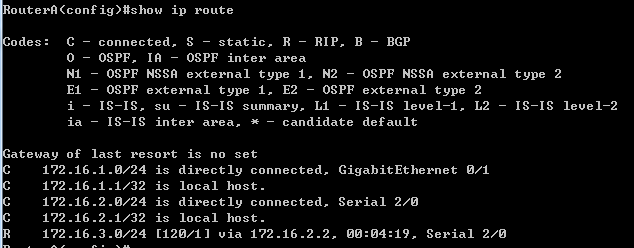 RouterA(config)#show ip route
Codes:  C - connected, S - static, R - RIP, B - BGP
O - OSPF, IA - OSPF inter area
N1 - OSPF NSSA external type 1, N2 - OSPF NSSA external type 2
E1 - OSPF external type 1, E2 - OSPF external type 2
i - IS-IS, su - IS-IS summary, L1 - IS-IS level-1, L2 - IS-IS level-2
ia - IS-IS inter area, * - candidate default
Gateway of last resort is no set
C    172.16.1.0/24 is directly connected, GigabitEthernet 0/1
C    172.16.1.1/32 is local host.
C    172.16.2.0/24 is directly connected, Serial 2/0
C    172.16.2.1/32 is local host.
R    172.16.3.0/24 [120/1] via 172.16.2.2, 00:04:19, Serial 2/0
RouterA(config)#